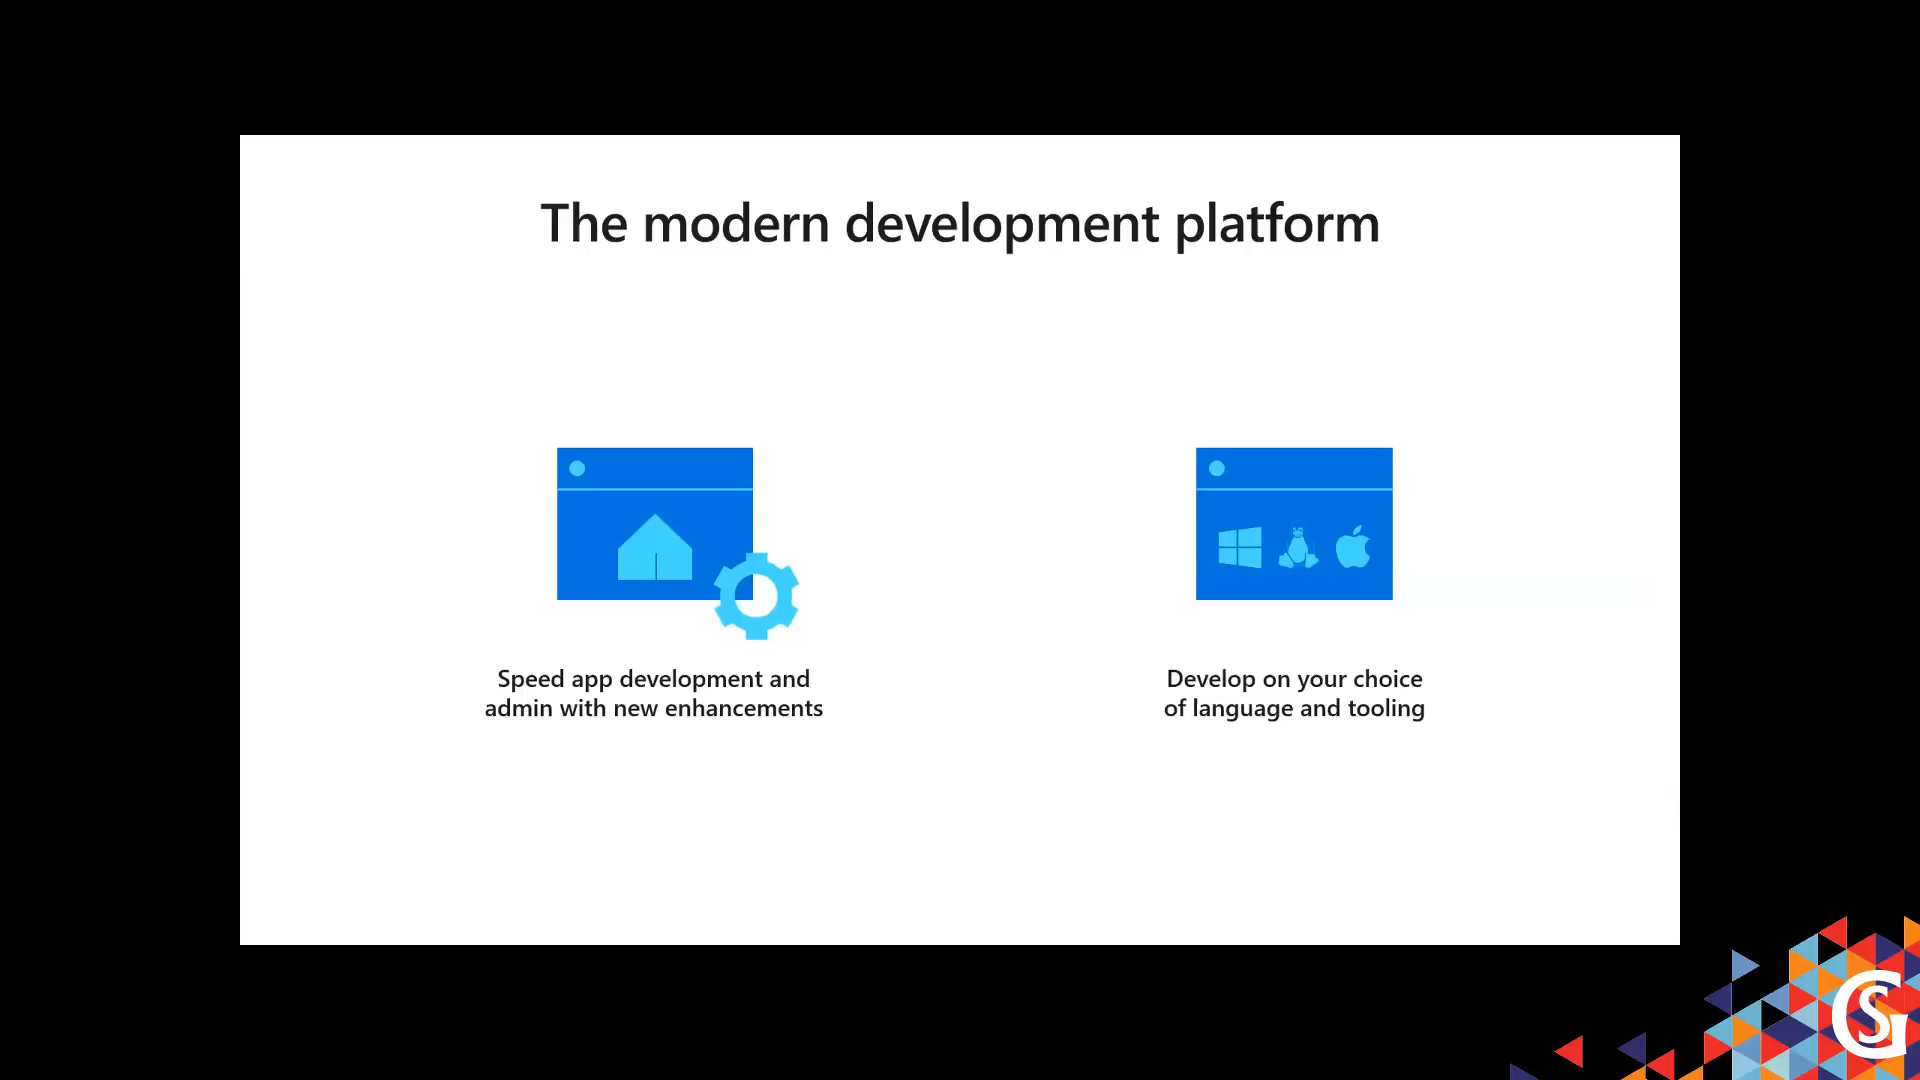 The modern development platform
Speed app development and
admin with new enhancements
Develop on your choice
of language and tooling
GS